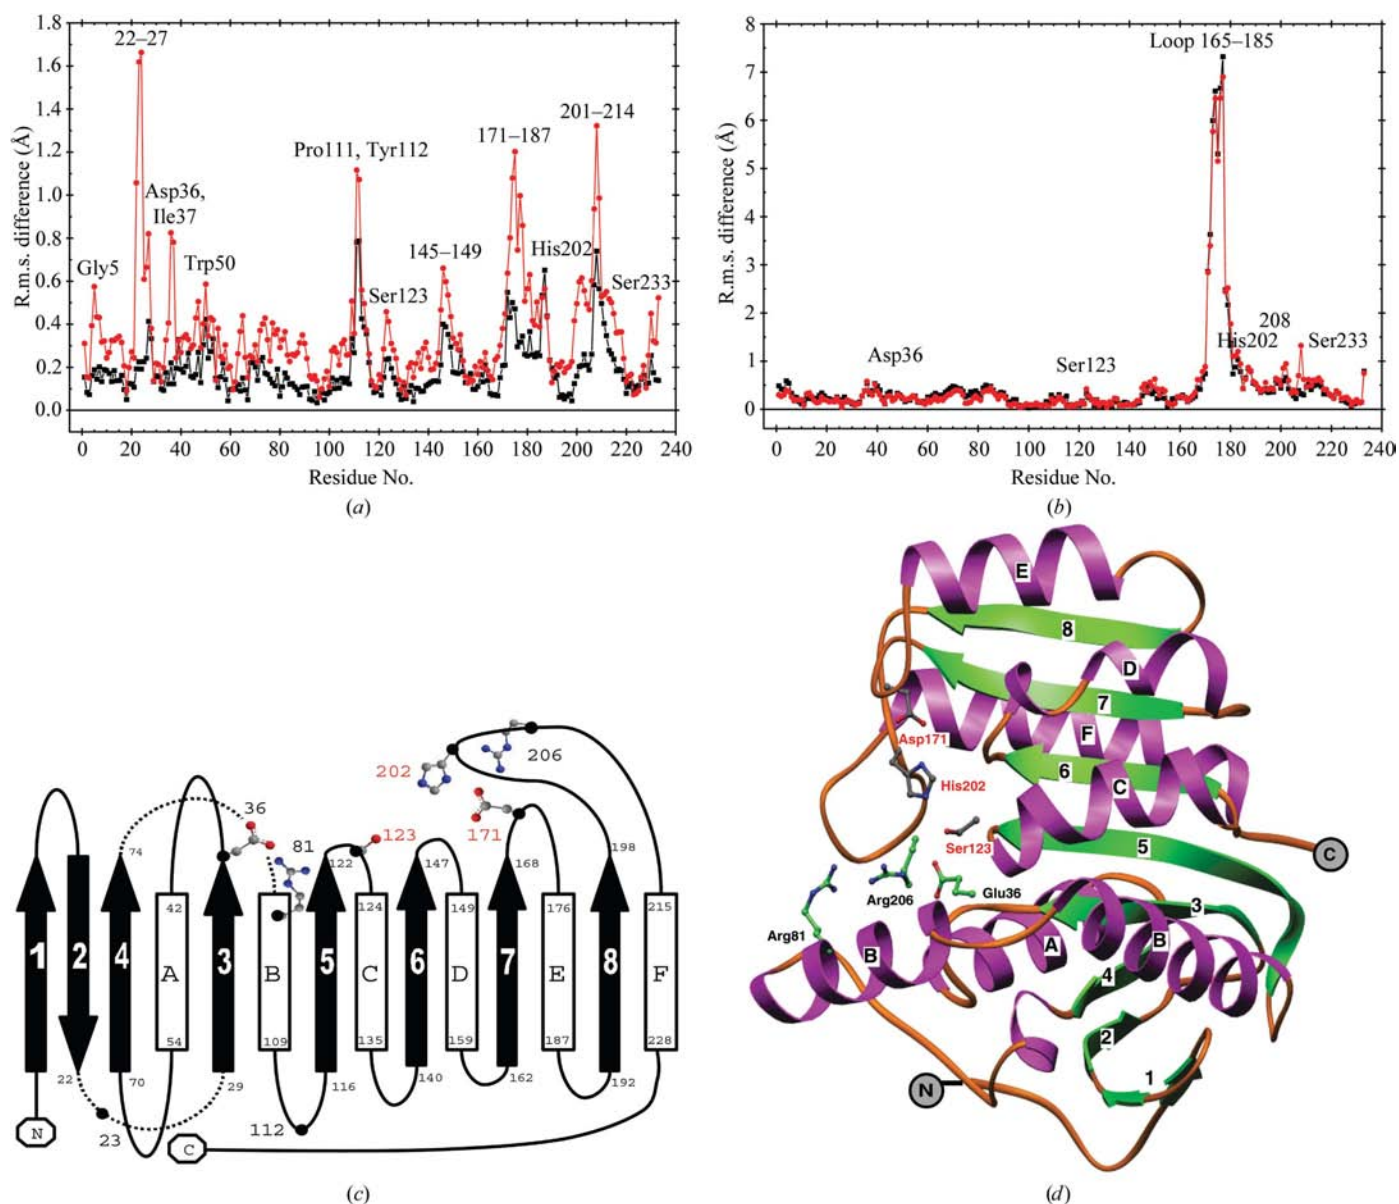 1.8
1.6
1.4
1.2
1.0
0.8
0.6
0.4
0.2
0.0
R.m.s. difference (Å)
22–27
Gly5
Asp36,
Ile37
Trp50
Pro111, Tyr112
Ser123
145–149
171–187
His202
201–214
Ser233
0 20 40 60 80 100 120 140 160 180 200 220 240
Residue No.
(a)
8
7
6
5
4
3
2
1
0
R.m.s. difference (Å)
Loop 165–185
Asp36
Ser123
208
His202
Ser233
0 20 40 60 80 100 120 140 160 180 200 220 240
Residue No.
(b)
202
206
36
81
123
171
74
122
147
168
198
42
124
149
176
215
1 2 4 A 3 B 5 C 6 D 7 E 8 F
54
109
135
159
187
228
22
70
29
116
140
162
192
23
112
N
C
(c)
E
8
D
7
Asp171
F
6
C
His202
Ser123
5
C
Arg206
Glu36
3
Arg81
B
A
B
4
2
N
1
(d)